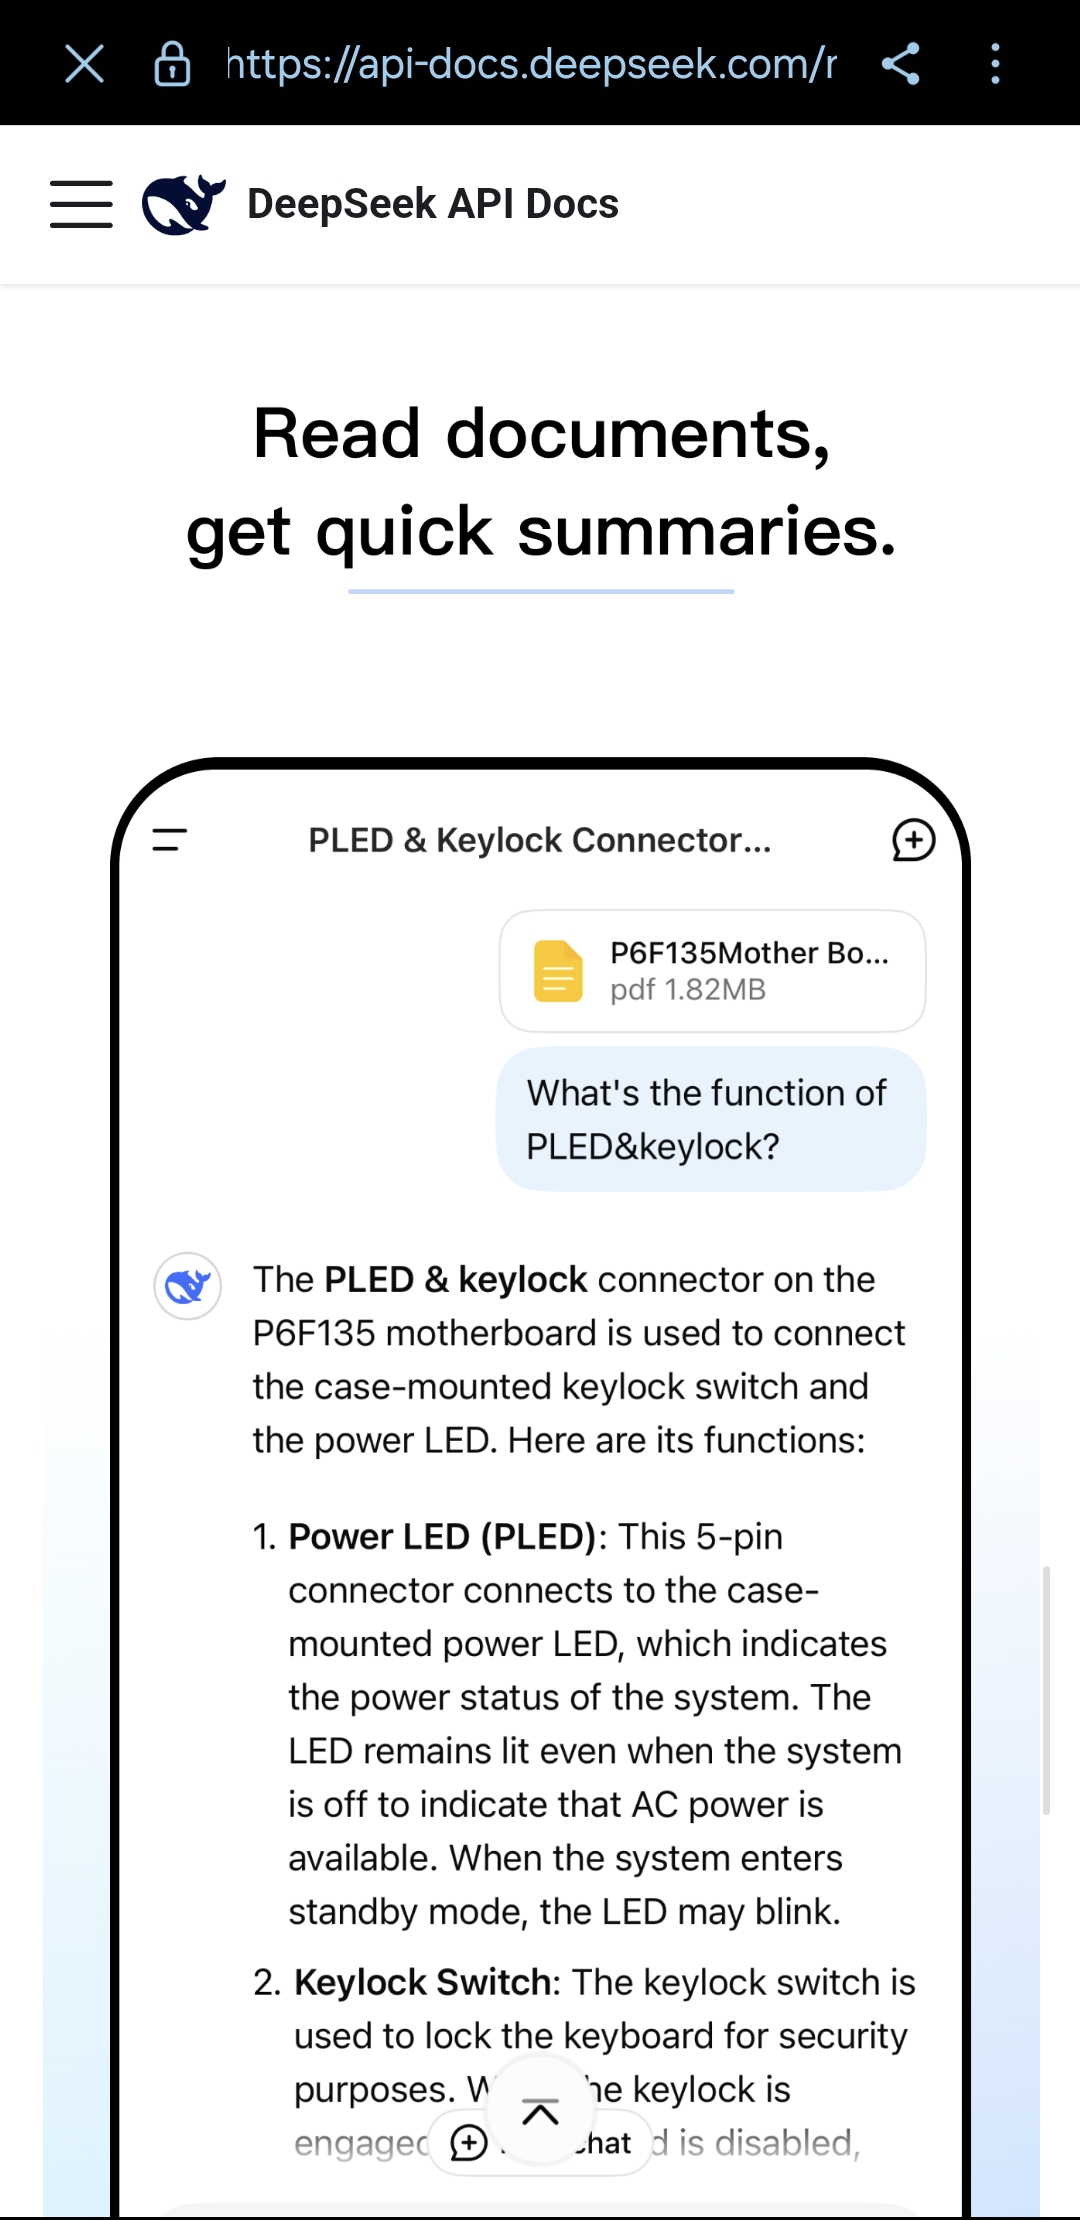 https://api-docs.deepseek.com/r
DeepSeek API Docs
Read documents,
get quick summaries.
PLED & Keylock Connector...
P6F135Mother Bo...
pdf 1.82MB
What's the function of
PLED&keylock?
The PLED & keylock connector on the
P6F135 motherboard is used to connect
the case-mounted keylock switch and
the power LED. Here are its functions:
1. Power LED (PLED): This 5-pin
connector connects to the case-
mounted power LED, which indicates
the power status of the system. The
LED remains lit even when the system
is off to indicate that AC power is
available. When the system enters
standby mode, the LED may blink.
2. Keylock Switch: The keylock switch is
used to lock the keyboard for security
purposes. keylock is
is disabled,